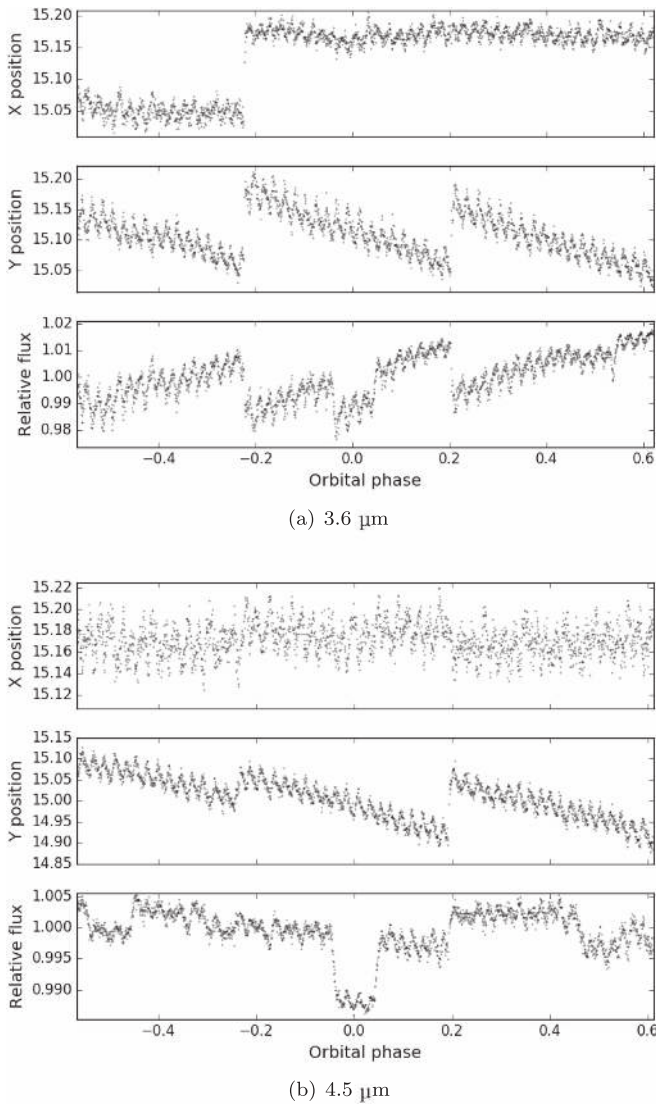 X position
15.20
15.15
15.10
15.05
Y position
15.20
15.15
15.10
15.05
Relative flux
1.02
1.01
1.00
0.99
0.98
−0.4 −0.2 0.0 0.2 0.4 0.6
Orbital phase
(a) 3.6 μm
X position
15.22
15.20
15.18
15.16
15.14
15.12
Y position
15.15
15.10
15.05
15.00
14.95
14.90
14.85
Relative flux
1.005
1.000
0.995
0.990
−0.4 −0.2 0.0 0.2 0.4 0.6
Orbital phase
(b) 4.5 μm